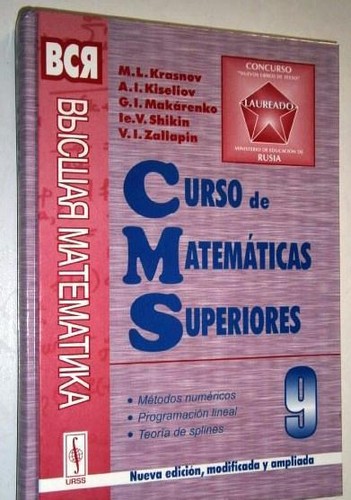 ВСЯ
ВЫСШАЯ МАТЕМАТИКА
M.L. Krasnov
A.I. Kiseliov
G.I. Makárenko
Ie.V. Shikin
V.I. Zaliapin
CONCURSO
"NUEVOS LIBROS DE TEXTO"
LAUREADO
MINISTERIO DE EDUCACIÓN DE
RUSIA
CURSO de
MATEMÁTICAS
SUPERIORES
9
• Métodos numéricos
• Programación lineal
• Teoría de splines
Nueva edición, modificada y ampliada
URSS